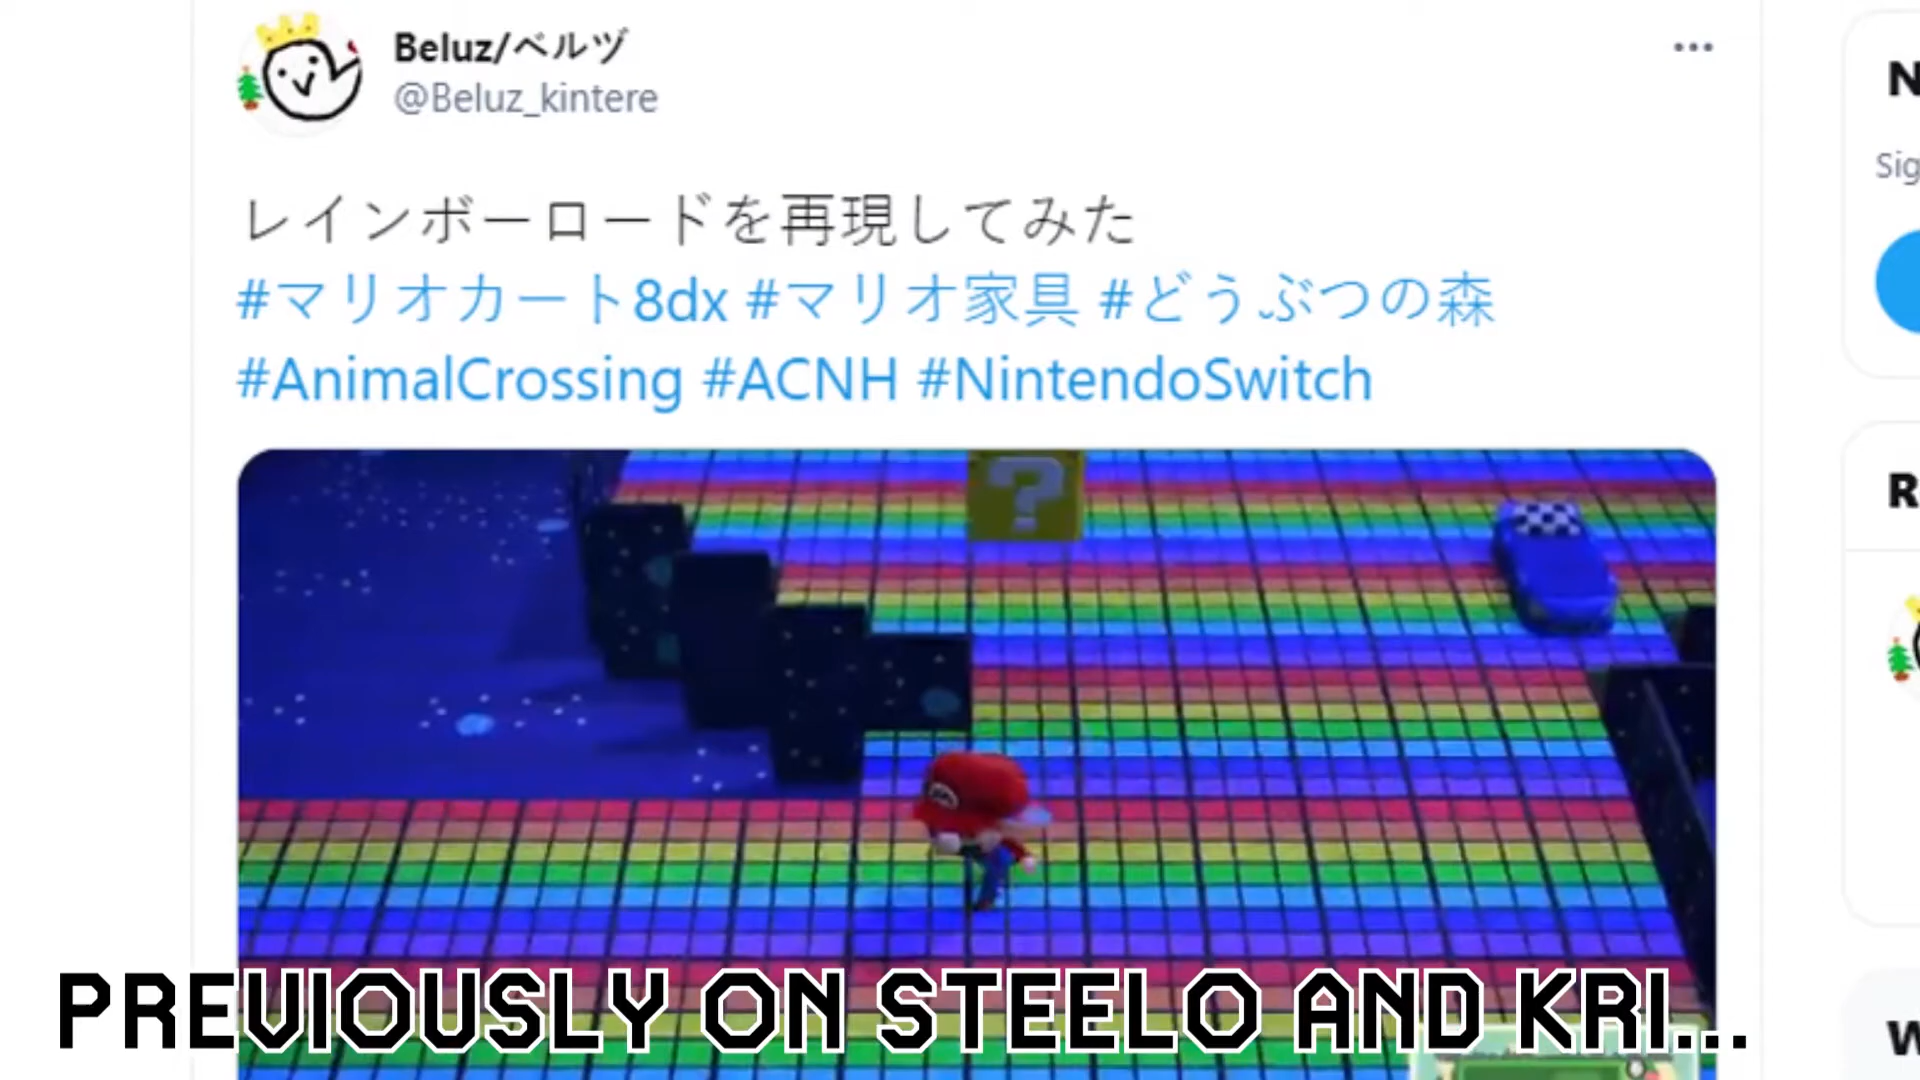 Beluz/ベルヅ
@Beluz_kintere
レインボーロードを再現してみた
#マリオカート8dx #マリオ家具 #どうぶつの森
#AnimalCrossing #ACNH #NintendoSwitch
?
PREVIOUSLY ON STEELO AND KRI...
N
Sig
R
W